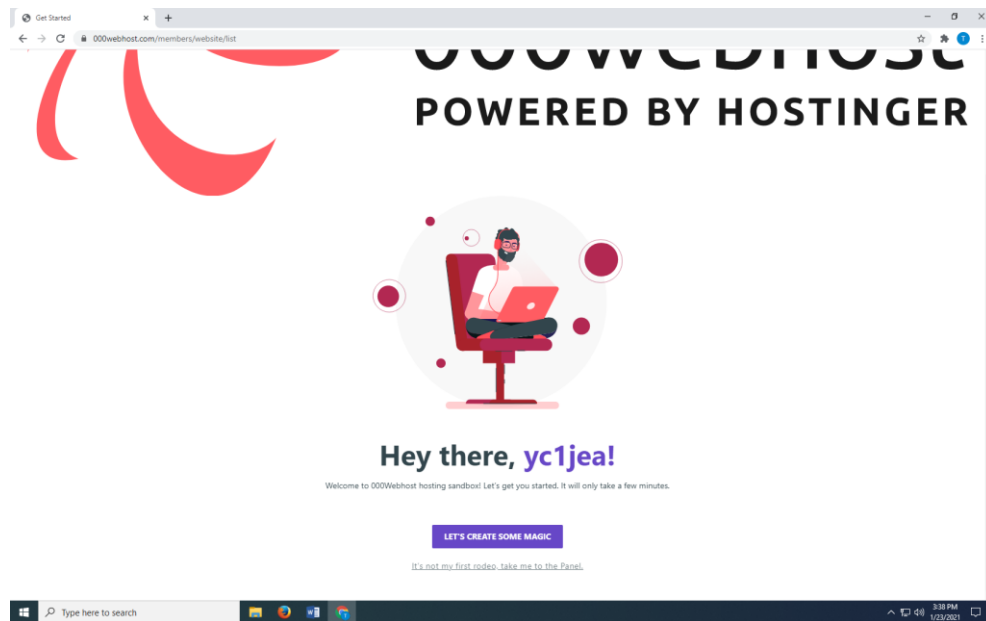 Get Started
000webhost.com/members/website/list
T
000webhost
POWERED BY HOSTINGER
Hey there, yc1jea!
Welcome to 000Webhost hosting sandbox! Let's get you started. It will only take a few minutes.
LET'S CREATE SOME MAGIC
It's not my first rodeo, take me to the Panel.
Type here to search
3:38 PM
1/23/2021